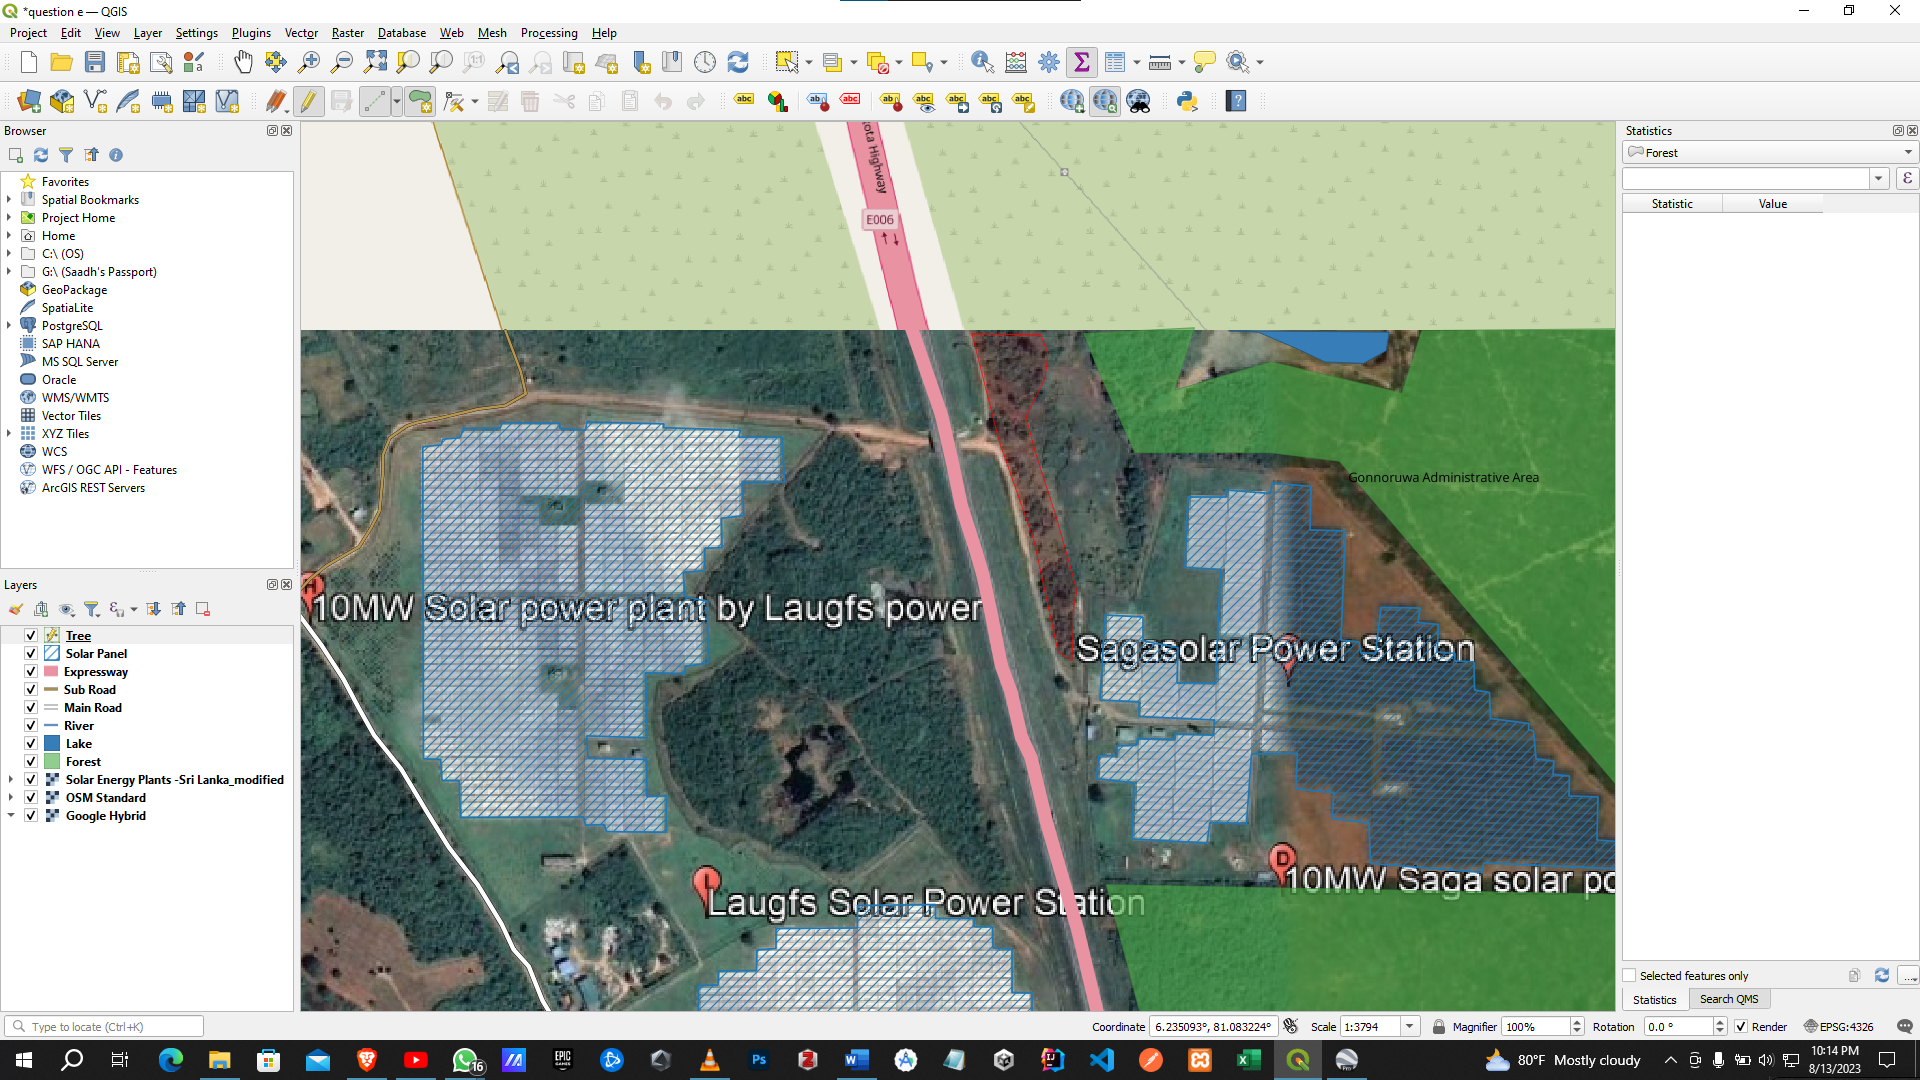 *question e — QGIS
Project Edit View Layer Settings Plugins Vector Raster Database Web Mesh Processing Help
Browser
Favorites
Spatial Bookmarks
Project Home
Home
C:\ (OS)
G:\ (Saadh's Passport)
GeoPackage
SpatiaLite
PostgreSQL
SAP HANA
MS SQL Server
Oracle
WMS/WMTS
Vector Tiles
XYZ Tiles
WCS
WFS / OGC API - Features
ArcGIS REST Servers
Layers
Tree
Solar Panel
Expressway
Sub Road
Main Road
River
Lake
Forest
Solar Energy Plants -Sri Lanka_modified
OSM Standard
Google Hybrid
ota Highway
E006
Gonnoruwa Administrative Area
10MW Solar power plant by Laugfs power
Sagasolar Power Station
D
10MW Saga solar po
L
Laugfs Solar Power Station
Statistics
Forest
Statistic Value
Selected features only
Statistics Search QMS
Type to locate (Ctrl+K)
Coordinate 6.235093°, 81.083224° Scale 1:3794 Magnifier 100% Rotation 0.0 ° Render EPSG:4326
16
80°F Mostly cloudy
10:14 PM
8/13/2023